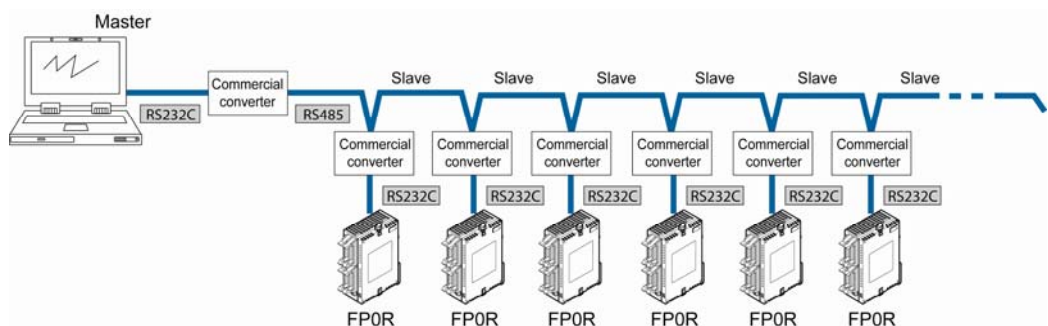 Master
Commercial
converter
RS232C
RS485
Slave
Slave
Slave
Slave
Slave
Slave
Commercial
converter
Commercial
converter
Commercial
converter
Commercial
converter
Commercial
converter
Commercial
converter
RS232C
RS232C
RS232C
RS232C
RS232C
RS232C
FP0R
FP0R
FP0R
FP0R
FP0R
FP0R